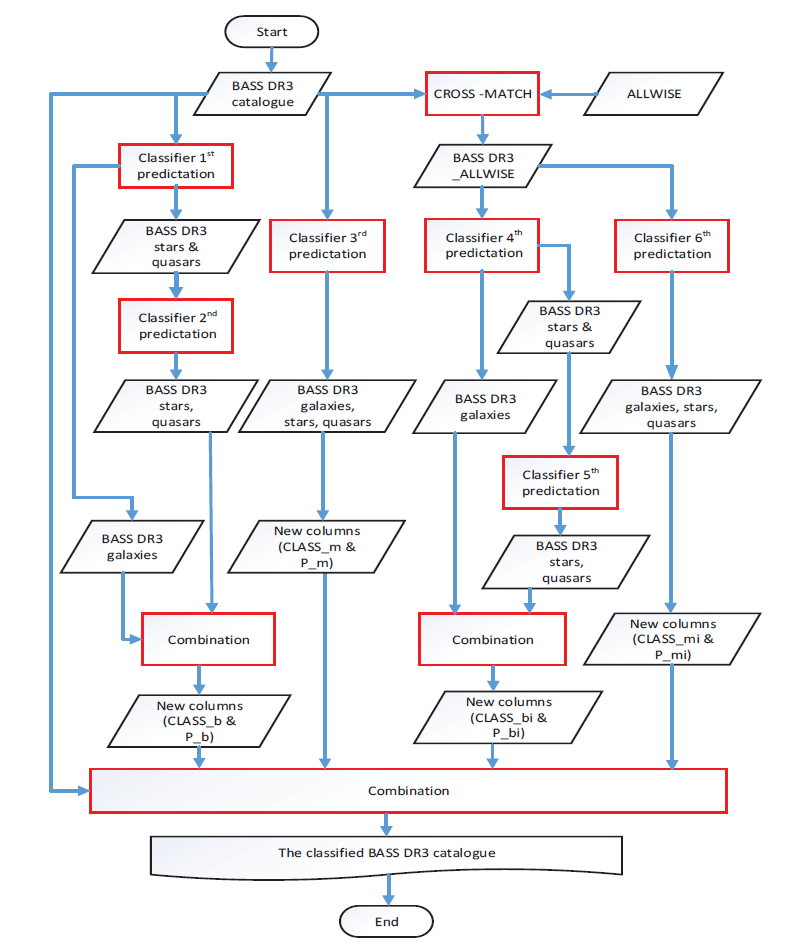 Start
BASS DR3
catalogue
CROSS -MATCH
ALLWISE
Classifier 1st
predictation
BASS DR3
_ALLWISE
BASS DR3
stars &
quasars
Classifier 3rd
predictation
Classifier 4th
predictation
Classifier 6th
predictation
Classifier 2nd
predictation
BASS DR3
stars &
quasars
BASS DR3
stars,
quasars
BASS DR3
galaxies,
stars, quasars
BASS DR3
galaxies
BASS DR3
galaxies, stars,
quasars
Classifier 5th
predictation
BASS DR3
galaxies
New columns
(CLASS_m &
P_m)
BASS DR3
stars,
quasars
Combination
Combination
New columns
(CLASS_mi &
P_mi)
New columns
(CLASS_b &
P_b)
New columns
(CLASS_bi &
P_bi)
Combination
The classified BASS DR3 catalogue
End